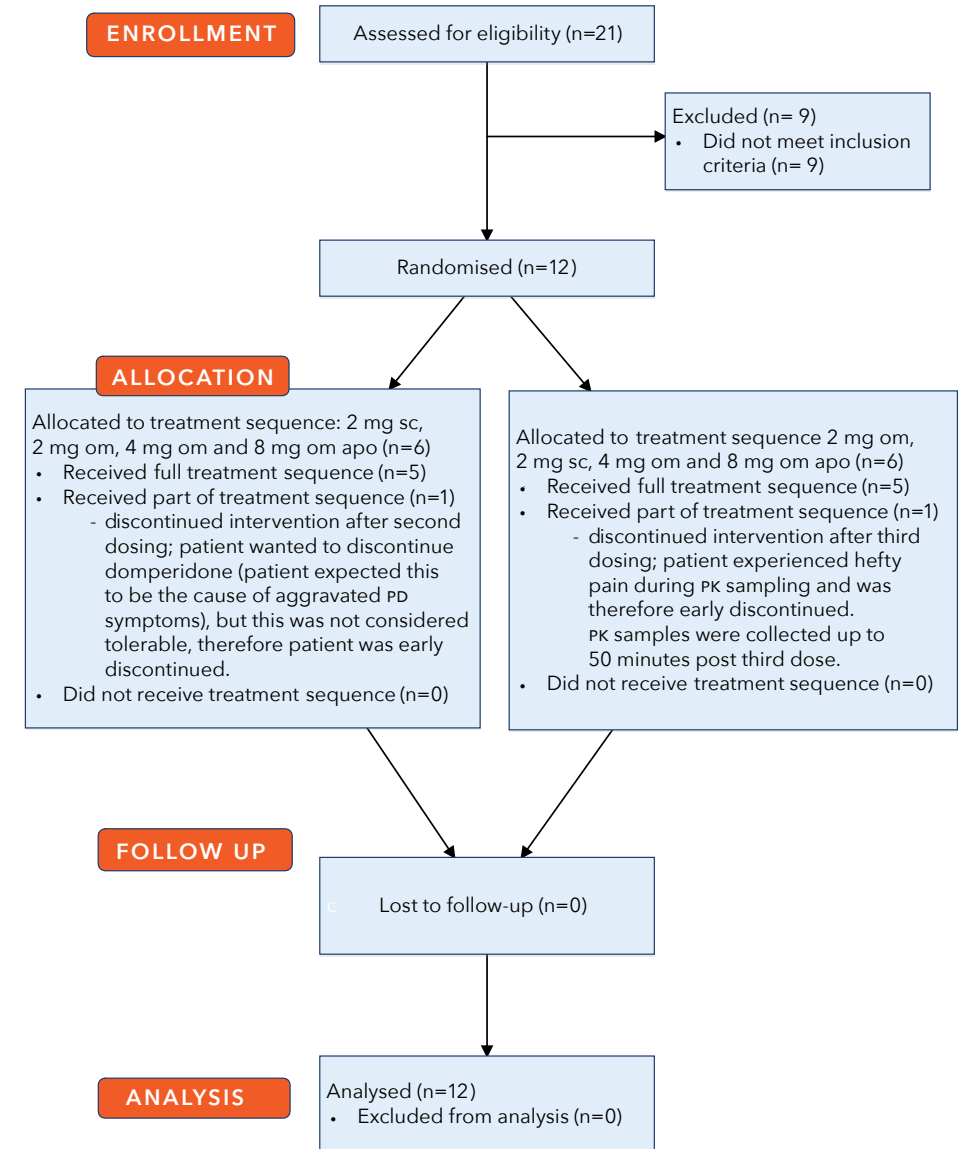 ENROLLMENT
Assessed for eligibility (n=21)
Excluded (n= 9)
• Did not meet inclusion
criteria (n= 9)
Randomised (n=12)
ALLOCATION
Allocated to treatment sequence: 2 mg sc,
2 mg om, 4 mg om and 8 mg om apo (n=6)
• Received full treatment sequence (n=5)
• Received part of treatment sequence (n=1)
- discontinued intervention after second
dosing; patient wanted to discontinue
domperidone (patient expected this
to be the cause of aggravated PD
symptoms), but this was not considered
tolerable, therefore patient was early
discontinued.
• Did not receive treatment sequence (n=0)
Allocated to treatment sequence 2 mg om,
2 mg sc, 4 mg om and 8 mg om apo (n=6)
• Received full treatment sequence (n=5)
• Received part of treatment sequence (n=1)
- discontinued intervention after third
dosing; patient experienced hefty
pain during PK sampling and was
therefore early discontinued.
PK samples were collected up to
50 minutes post third dose.
• Did not receive treatment sequence (n=0)
FOLLOW UP
c Lost to follow-up (n=0)
ANALYSIS
Analysed (n=12)
• Excluded from analysis (n=0)